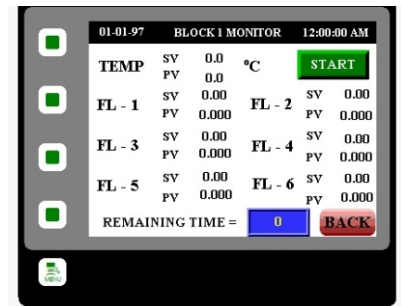 01-01-97 BLOCK 1 MONITOR 12:00:00 AM
TEMP SV 0.0 ºC START
PV 0.0
FL - 1 SV 0.00 FL - 2 SV 0.00
PV 0.000 PV 0.000
FL - 3 SV 0.00 FL - 4 SV 0.00
PV 0.000 PV 0.000
FL - 5 SV 0.00 FL - 6 SV 0.00
PV 0.000 PV 0.000
REMAINING TIME = 0 BACK
MENU